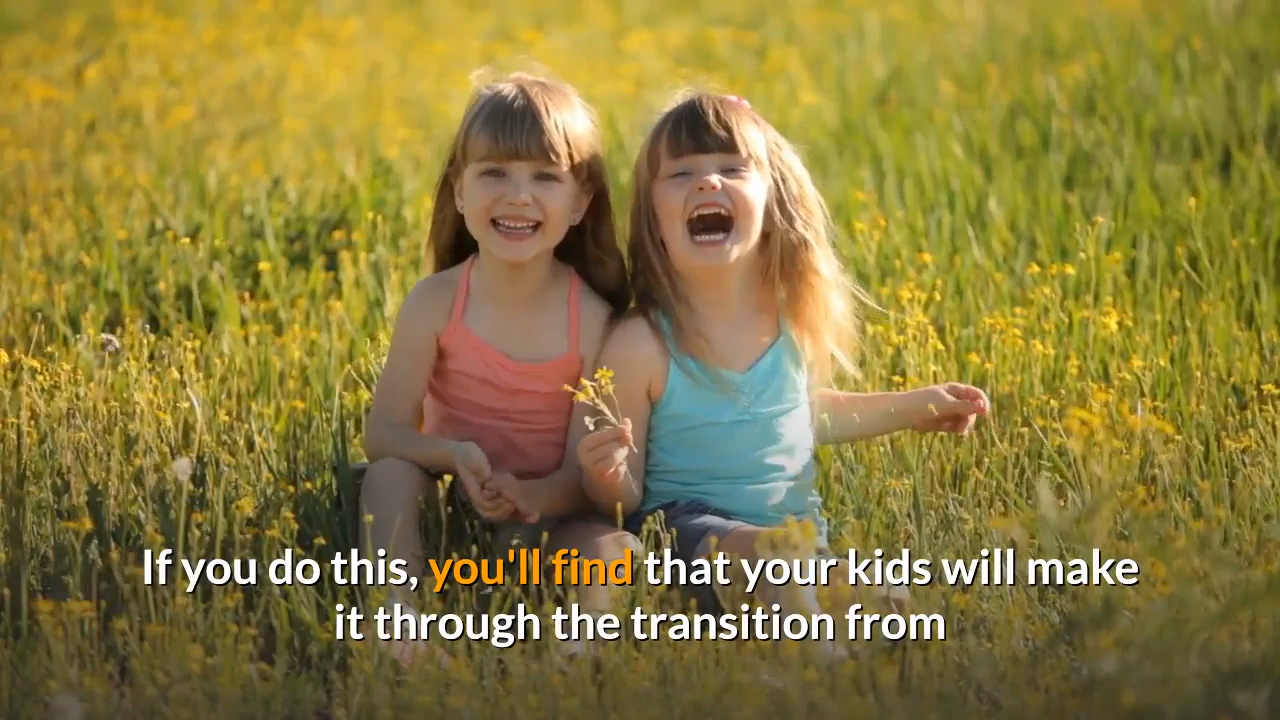 If you do this, you'll find that your kids will make
it through the transition from